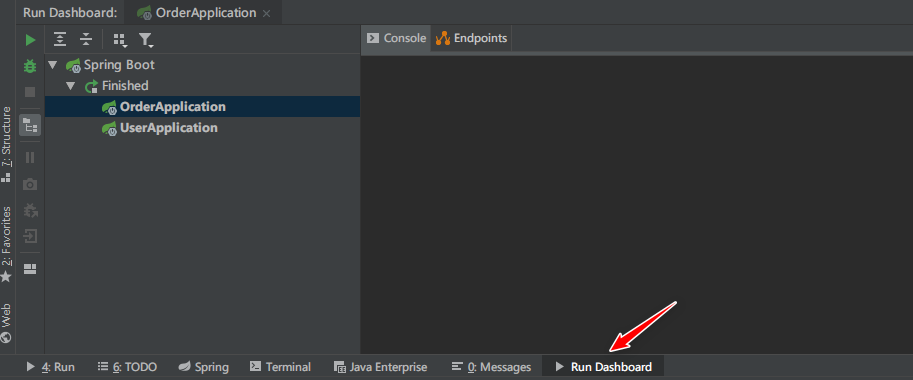 Run Dashboard: OrderApplication
Console Endpoints
Spring Boot
Finished
OrderApplication
UserApplication
7: Structure
2: Favorites
Web
4: Run 6: TODO Spring Terminal Java Enterprise 0: Messages Run Dashboard